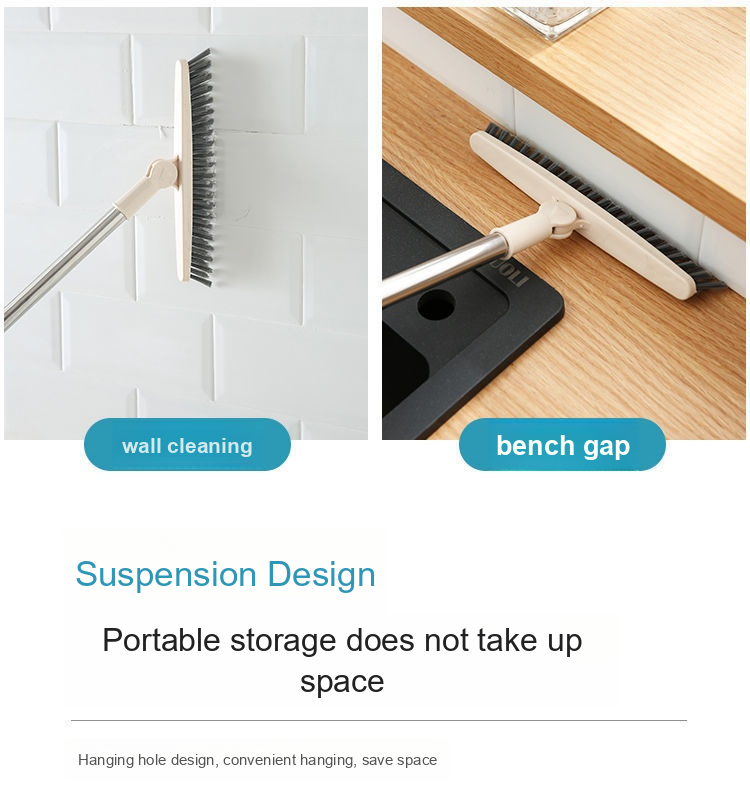 wall cleaning
bench gap
Suspension Design
Portable storage does not take up
space
Hanging hole design, convenient hanging, save space